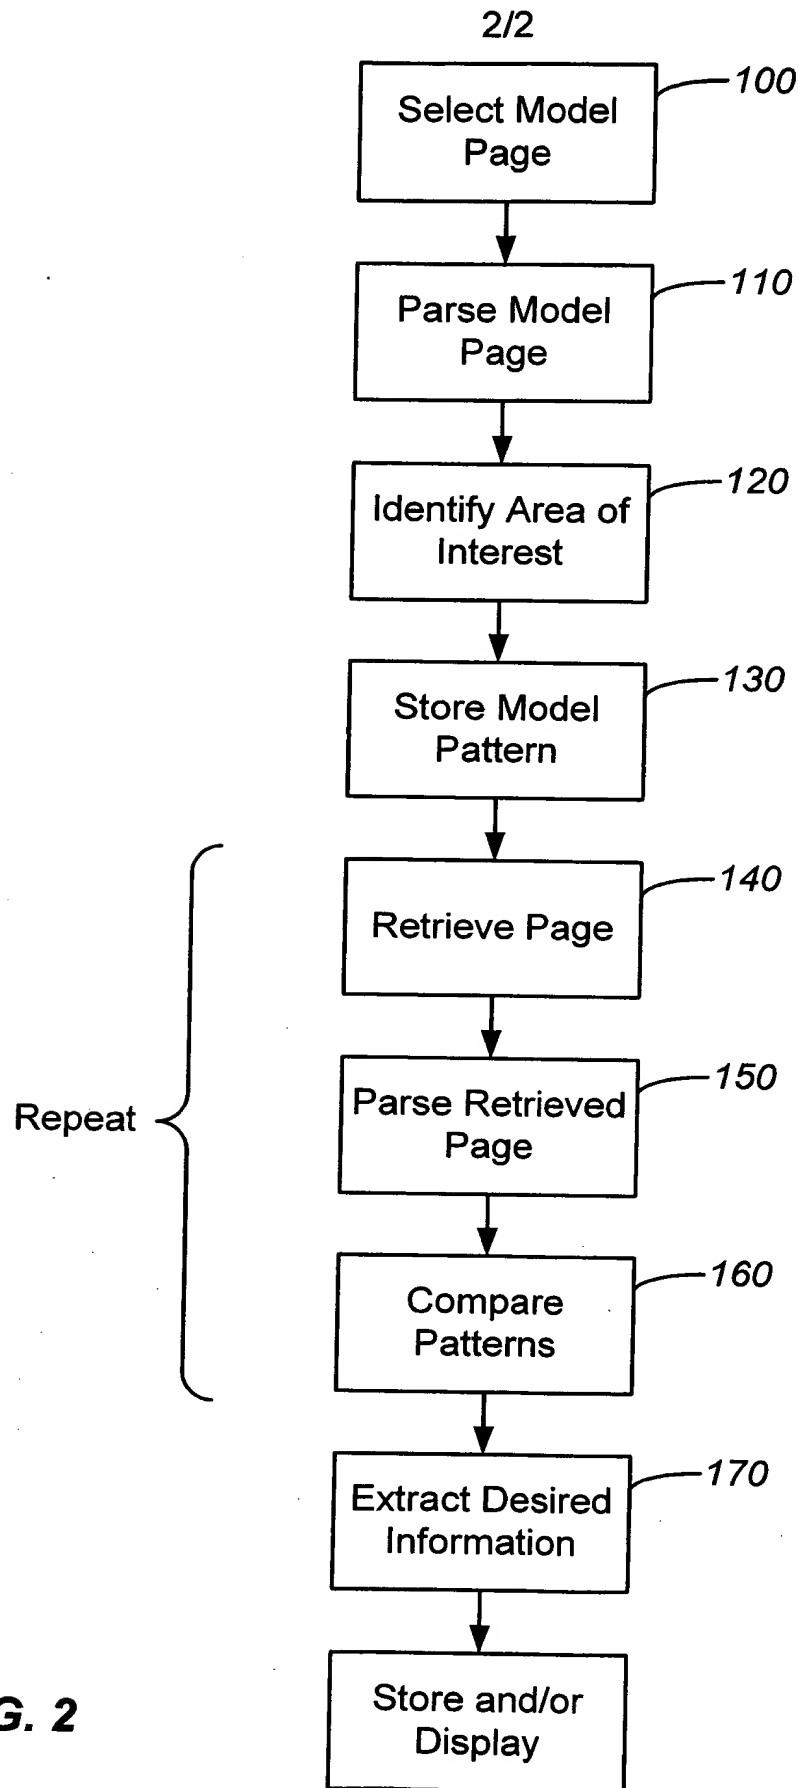 2/2
Select Model
Page
100
Parse Model
Page
110
Identify Area of
Interest
120
Store Model
Pattern
130
Retrieve Page
140
Repeat
Parse Retrieved
Page
150
Compare
Patterns
160
Extract Desired
Information
170
Store and/or
Display
G. 2